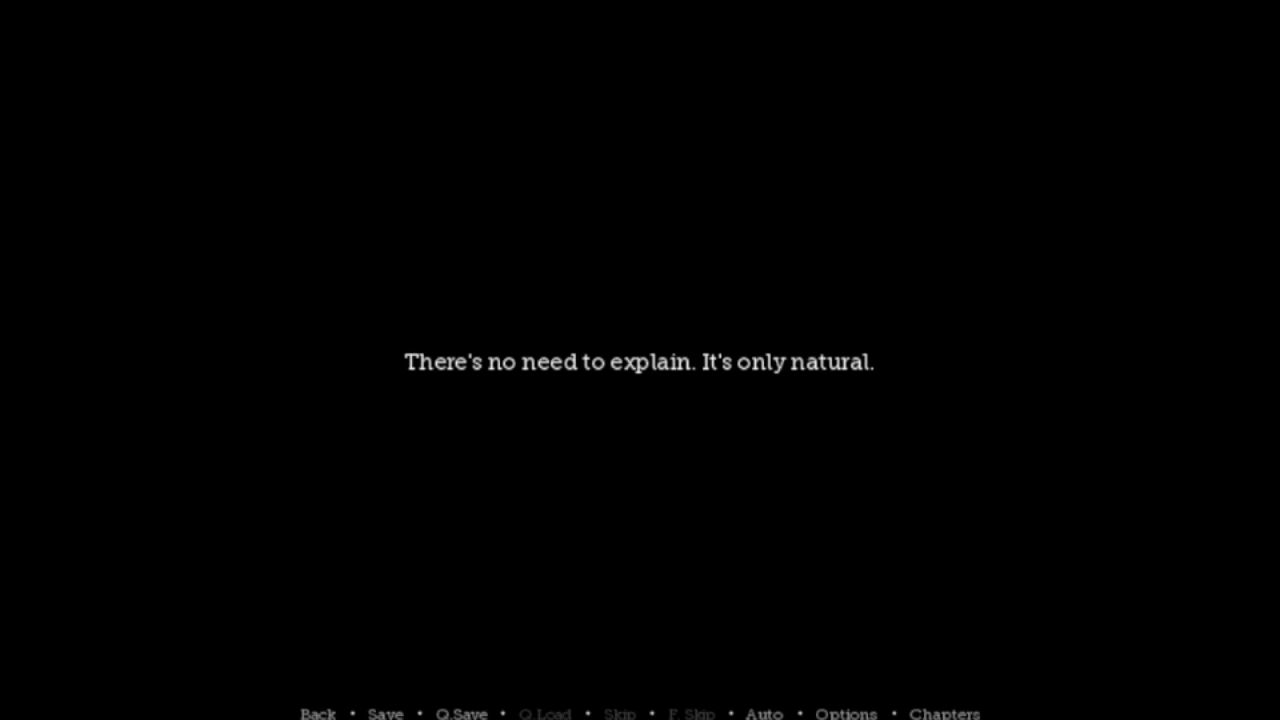 There's no need to explain. It's only natural.
Back • Save • Q.Save • Q.Load • Skip • F. Skip • Auto • Options • Chapters